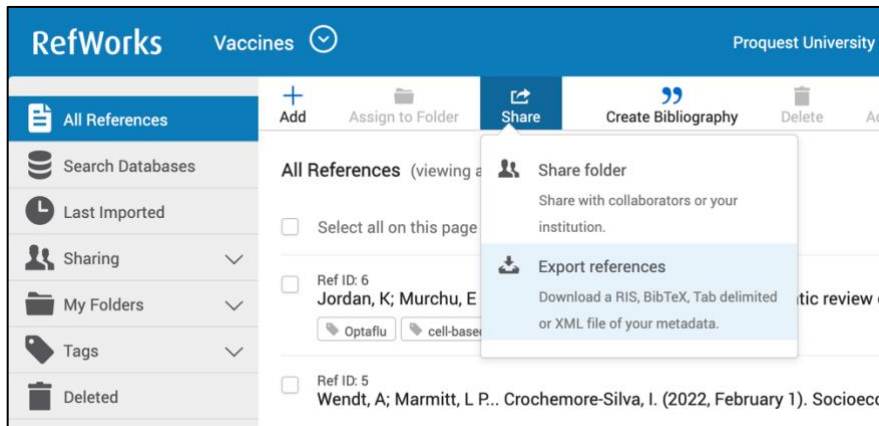 RefWorks Vaccines Proquest University
All References
Search Databases
Last Imported
Sharing
My Folders
Tags
Deleted
Add Assign to Folder Share Create Bibliography Delete
All References (viewing
Select all on this page
Share folder
Share with collaborators or your
institution.
Export references
Download a RIS, BibTeX, Tab delimited
or XML file of your metadata.
Ref ID: 6
Jordan, K; Murchu, E tic review
Optaflu cell-base
Ref ID: 5
Wendt, A; Marmitt, L P... Crochemore-Silva, I. (2022, February 1). Socioeco